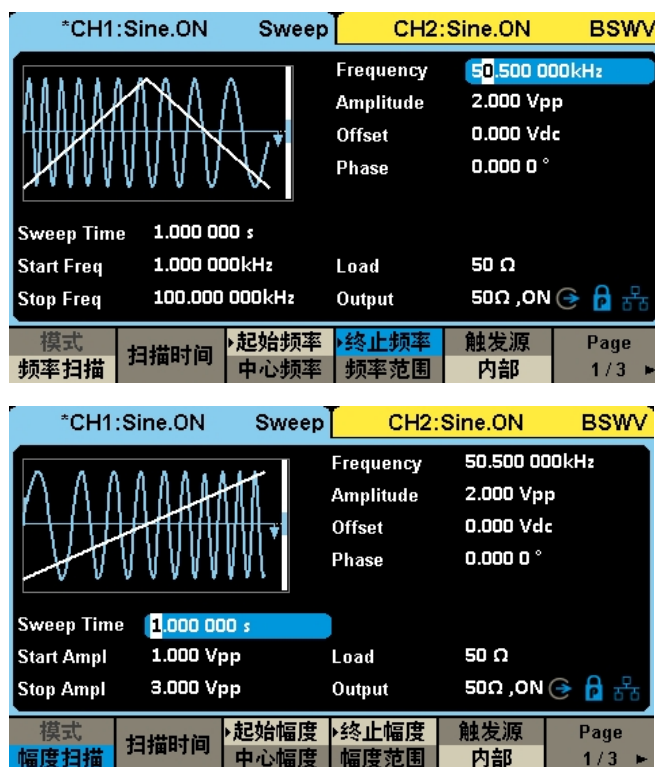 *CH1:Sine.ON Sweep CH2:Sine.ON BSWV
Frequency 50.500 000kHz
Amplitude 2.000 Vpp
Offset 0.000 Vdc
Phase 0.000 0 °
Sweep Time 1.000 000 s
Start Freq 1.000 000kHz Load 50 Ω
Stop Freq 100.000 000kHz Output 50Ω ,ON
模式 扫描时间 起始频率 终止频率 触发源 Page
频率扫描 中心频率 频率范围 内部 1/3
*CH1:Sine.ON Sweep CH2:Sine.ON BSWV
Frequency 50.500 000kHz
Amplitude 2.000 Vpp
Offset 0.000 Vdc
Phase 0.000 0 °
Sweep Time 1.000 000 s
Start Ampl 1.000 Vpp Load 50 Ω
Stop Ampl 3.000 Vpp Output 50Ω ,ON
模式 扫描时间 起始幅度 终止幅度 触发源 Page
幅度扫描 中心幅度 幅度范围 内部 1/3